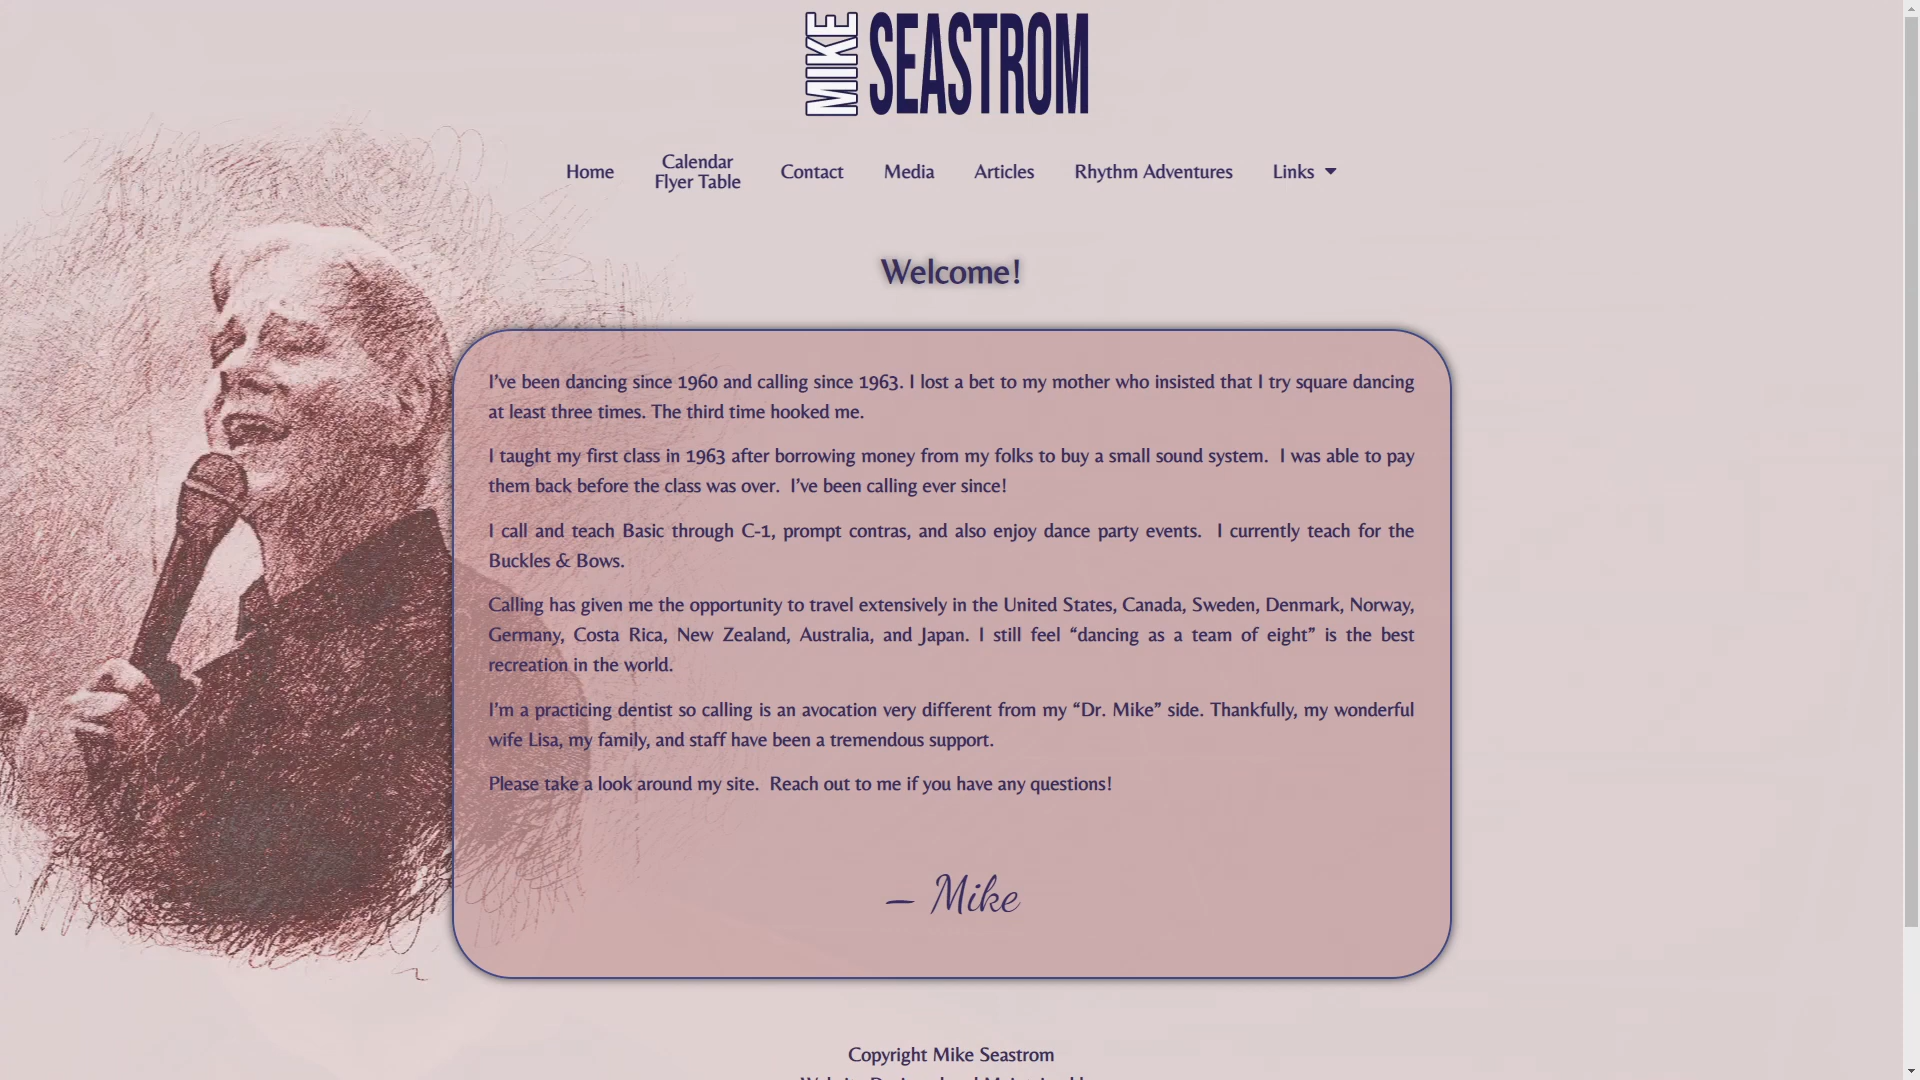 MIKE SEASTROM
Home
Calendar
Flyer Table
Contact
Media
Articles
Rhythm Adventures
Links
Welcome!
I’ve been dancing since 1960 and calling since 1963. I lost a bet to my mother who insisted that I try square dancing
at least three times. The third time hooked me.
I taught my first class in 1963 after borrowing money from my folks to buy a small sound system.  I was able to pay
them back before the class was over.  I’ve been calling ever since!
I call and teach Basic through C-1, prompt contras, and also enjoy dance party events.  I currently teach for the
Buckles & Bows.
Calling has given me the opportunity to travel extensively in the United States, Canada, Sweden, Denmark, Norway,
Germany, Costa Rica, New Zealand, Australia, and Japan. I still feel “dancing as a team of eight” is the best
recreation in the world.
I’m a practicing dentist so calling is an avocation very different from my “Dr. Mike” side. Thankfully, my wonderful
wife Lisa, my family, and staff have been a tremendous support.
Please take a look around my site.  Reach out to me if you have any questions!
– Mike
Copyright Mike Seastrom